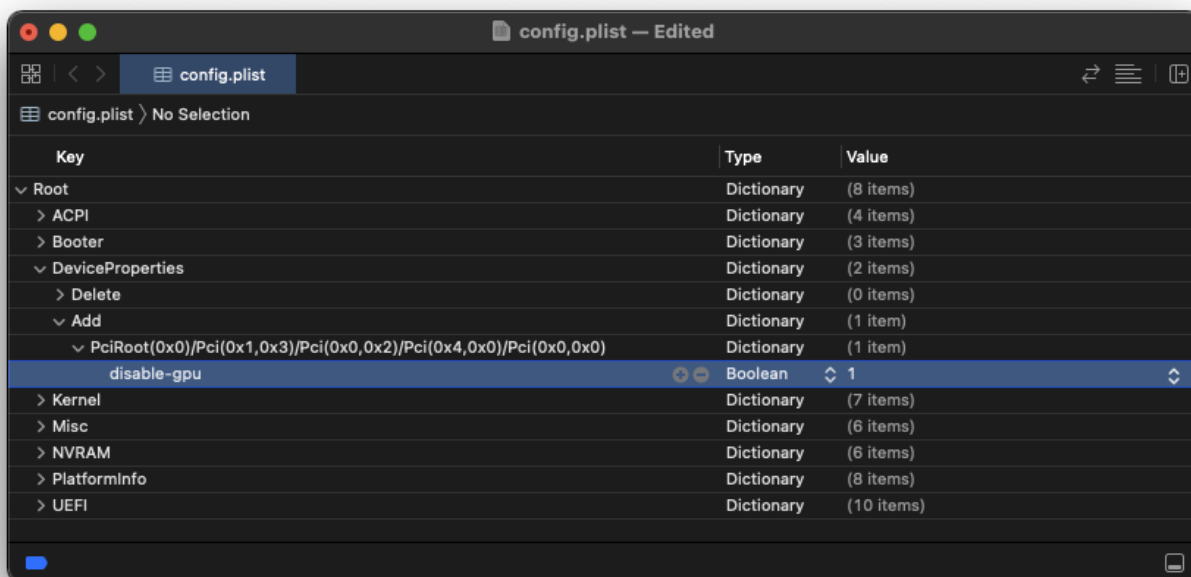 config.plist — Edited
config.plist
config.plist 〉 No Selection
Key Type Value
Root Dictionary (8 items)
ACPI Dictionary (4 items)
Booter Dictionary (3 items)
DeviceProperties Dictionary (2 items)
Delete Dictionary (0 items)
Add Dictionary (1 item)
PciRoot(0x0)/Pci(0x1,0x3)/Pci(0x0,0x2)/Pci(0x4,0x0)/Pci(0x0,0x0) Dictionary (1 item)
disable-gpu Boolean 1
Kernel Dictionary (7 items)
Misc Dictionary (6 items)
NVRAM Dictionary (6 items)
PlatformInfo Dictionary (8 items)
UEFI Dictionary (10 items)